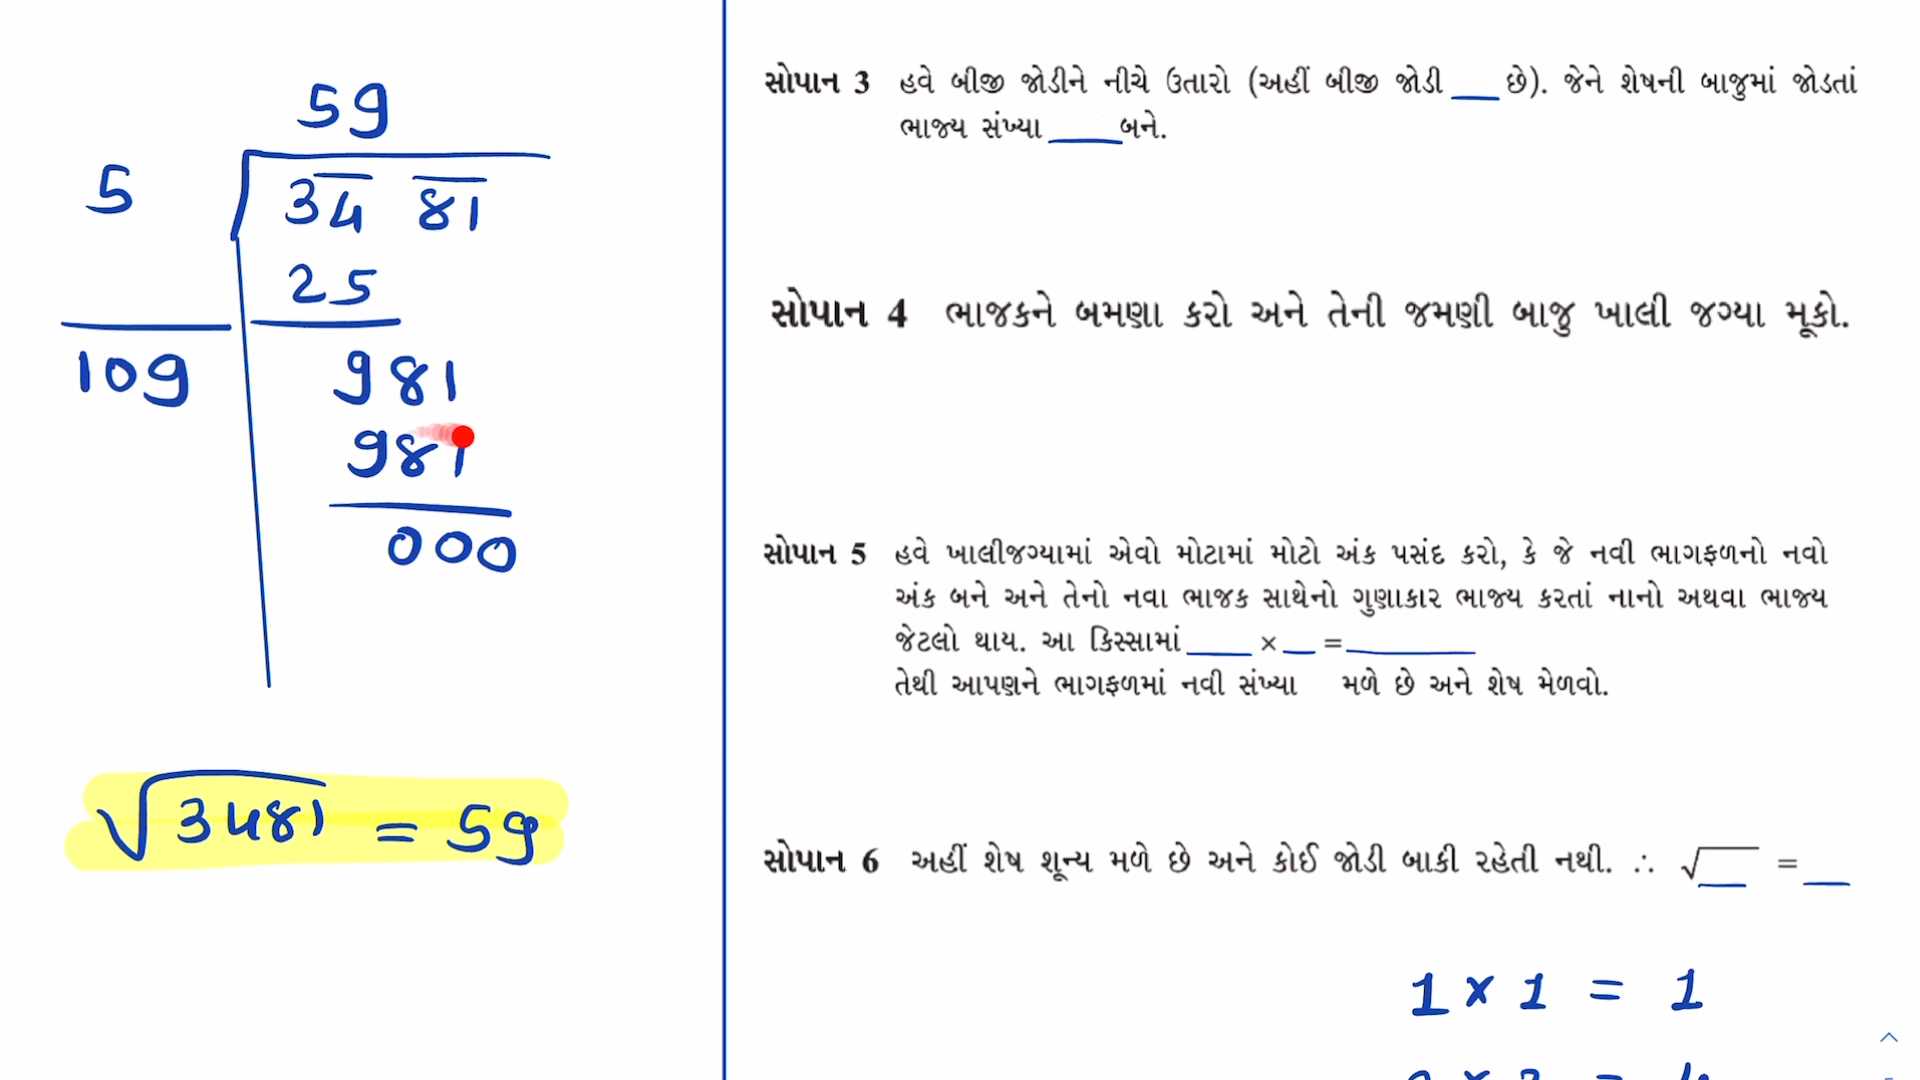 59
5
34 81
25
109
981
981
000
√3481 = 59
સોપાન 3 હવે બીજી જોડીને નીચે ઉતારો (અહીં બીજી જોડી ___ છે). જેને શેષની બાજુમાં જોડતાં
ભાજ્ય સંખ્યા ____ બને.
સોપાન 4 ભાજકને બમણા કરો અને તેની જમણી બાજુ ખાલી જગ્યા મૂકો.
સોપાન 5 હવે ખાલીજગ્યામાં એવો મોટામાં મોટો અંક પસંદ કરો, કે જે નવી ભાગફળનો નવો
અંક બને અને તેનો નવા ભાજક સાથેનો ગુણાકાર ભાજ્ય કરતાં નાનો અથવા ભાજ્ય
જેટલો થાય. આ કિસ્સામાં ____ × __ = ________
તેથી આપણને ભાગફળમાં નવી સંખ્યા મળે છે અને શેષ મેળવો.
સોપાન 6 અહીં શેષ શૂન્ય મળે છે અને કોઈ જોડી બાકી રહેતી નથી. ∴ √___ = ___
1 × 1 = 1